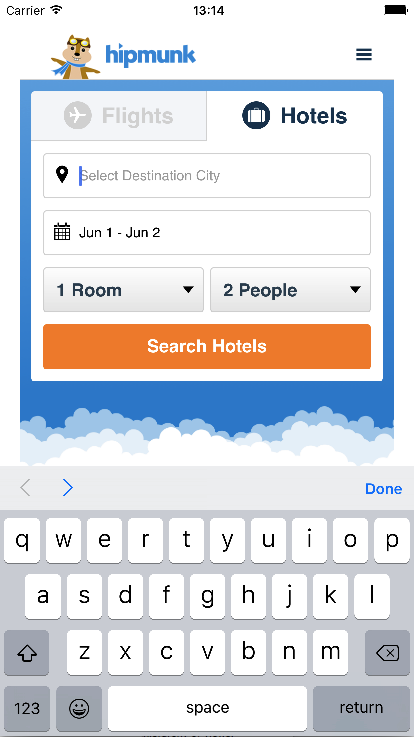 Carrier 13:14
hipmunk
Flights Hotels
Select Destination City
Jun 1 - Jun 2
1 Room 2 People
Search Hotels
Done
q w e r t y u i o p
a s d f g h j k l
z x c v b n m
123 space return